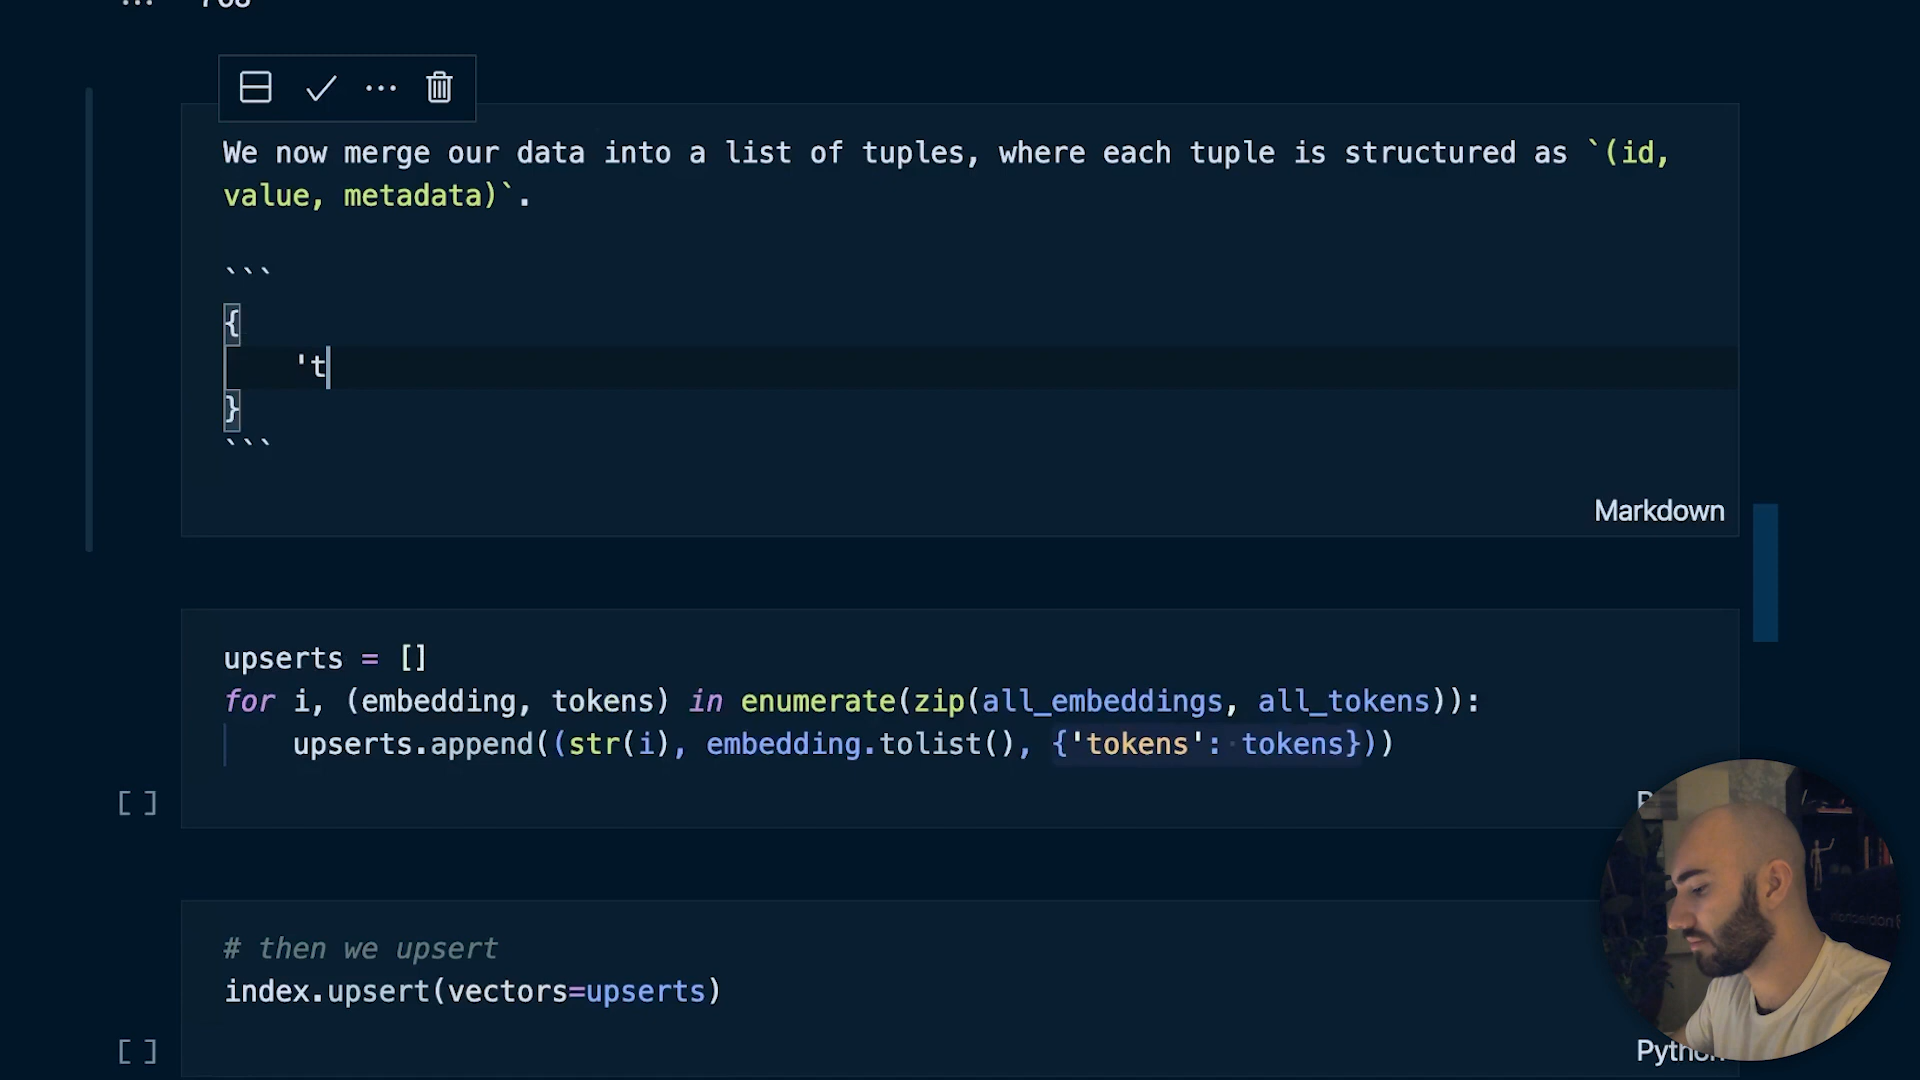 We now merge our data into a list of tuples, where each tuple is structured as `(id,
value, metadata)`.
```
{
't
}
```
Markdown
upserts = []
for i, (embedding, tokens) in enumerate(zip(all_embeddings, all_tokens)):
upserts.append((str(i), embedding.tolist(), {'tokens': tokens}))
[ ]
# then we upsert
index.upsert(vectors=upserts)
[ ]
Python